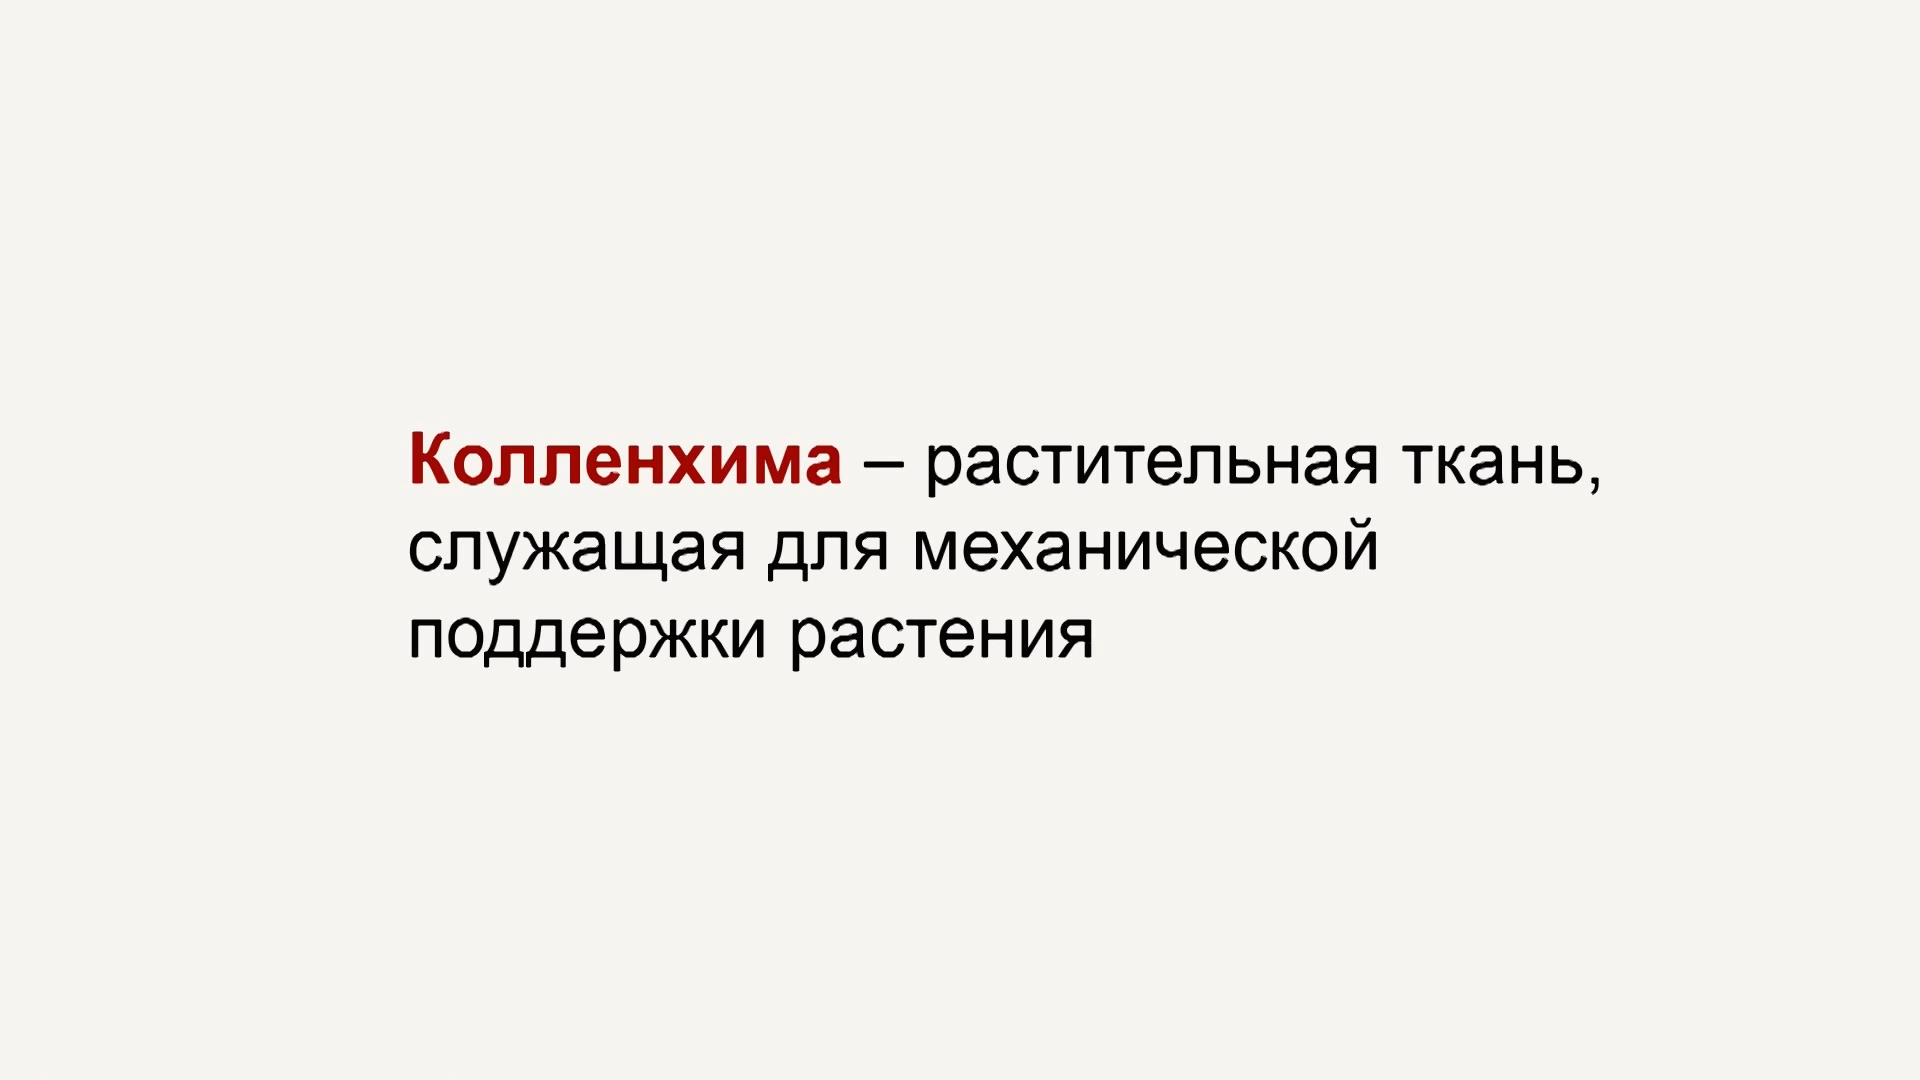 Колленхима – растительная ткань,
служащая для механической
поддержки растения